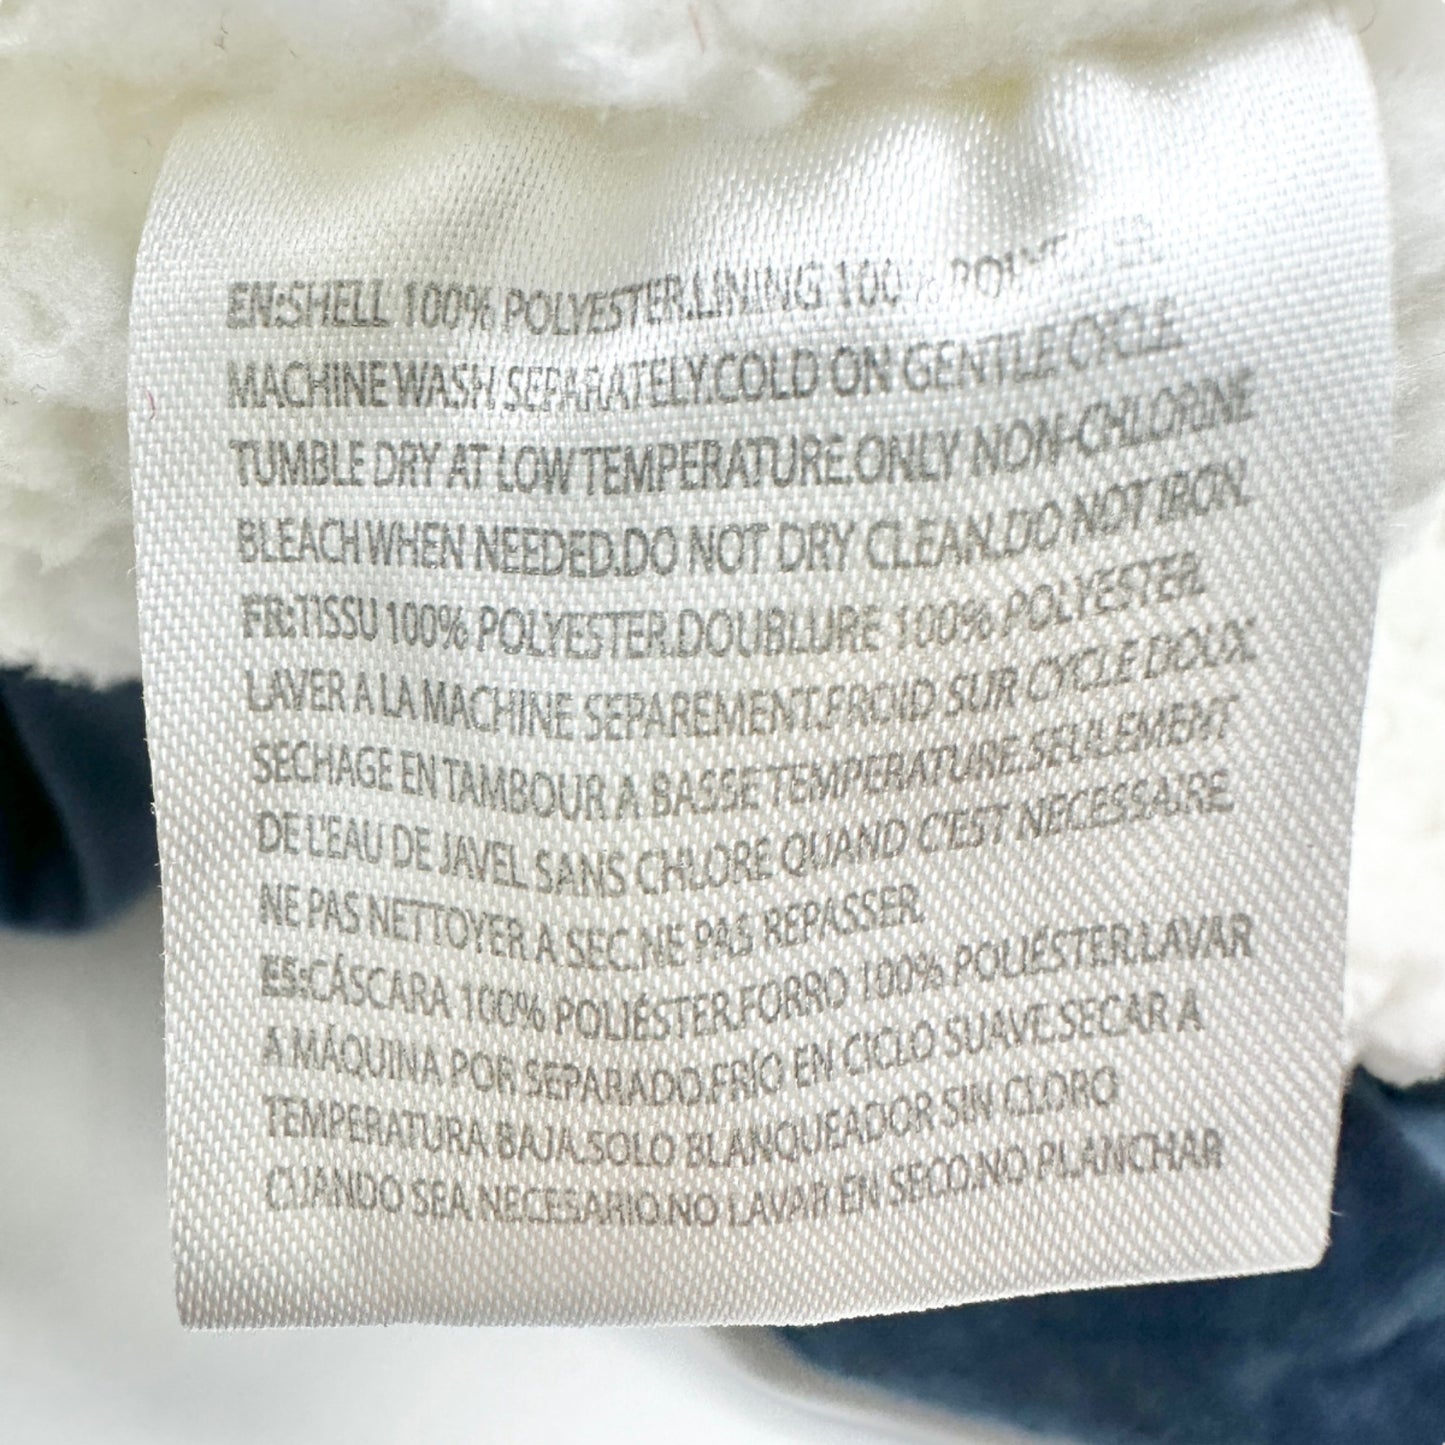 EN:SHELL 100% POLYESTER.LINING 100% POLYESTER.
MACHINE WASH SEPARATELY.COLD ON GENTLE CYCLE
TUMBLE DRY AT LOW TEMPERATURE.ONLY NON-CHLORINE
BLEACH WHEN NEEDED.DO NOT DRY CLEAN.DO NOT IRON.
FR:TISSU 100% POLYESTER.DOUBLURE 100% POLYESTER.
LAVER A LA MACHINE SEPAREMENT.FROID SUR CYCLE DOUX.
SECHAGE EN TAMBOUR A BASSE TEMPERATURE.SEULEMENT
DE L'EAU DE JAVEL SANS CHLORE QUAND C'EST NECESSAIRE
NE PAS NETTOYER A SEC.NE PAS REPASSER.
ES:CÁSCARA 100% POLIÉSTER.FORRO 100% POLIÉSTER.LAVAR
A MÁQUINA POR SEPARADO.FRÍO EN CICLO SUAVE.SECAR A
TEMPERATURA BAJA.SOLO BLANQUEADOR SIN CLORO
CUANDO SEA NECESARIO.NO LAVAR EN SECO.NO PLANCHAR